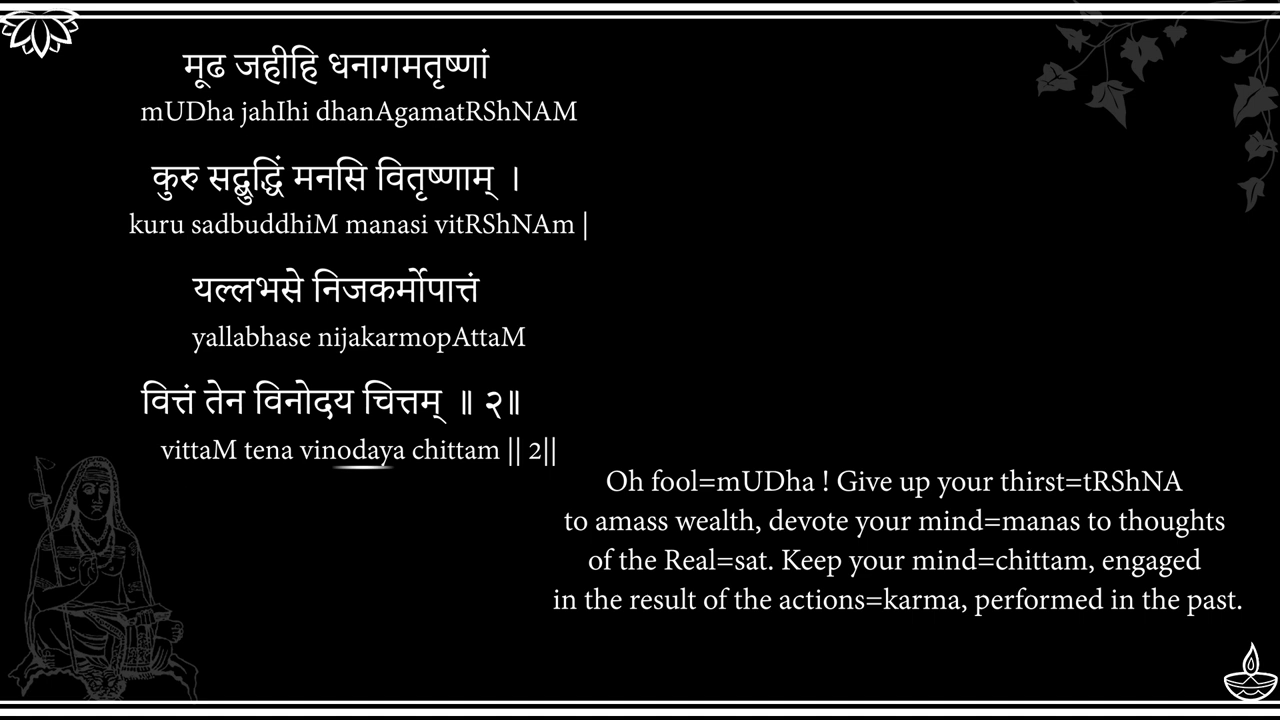 मूढ जहीहि धनागमतृष्णां
mUDha jahIhi dhanAgamatRShNAM
कुरु सद्बुद्धिं मनसि वितृष्णाम् ।
kuru sadbuddhiM manasi vitRShNAm |
यल्लभसे निजकर्मोपात्तं
yallabhase nijakarmopAttaM
वित्तं तेन विनोदय चित्तम् ॥ २॥
vittaM tena vinodaya chittam || 2||
Oh fool=mUDha ! Give up your thirst=tRShNA
to amass wealth, devote your mind=manas to thoughts
of the Real=sat. Keep your mind=chittam, engaged
in the result of the actions=karma, performed in the past.